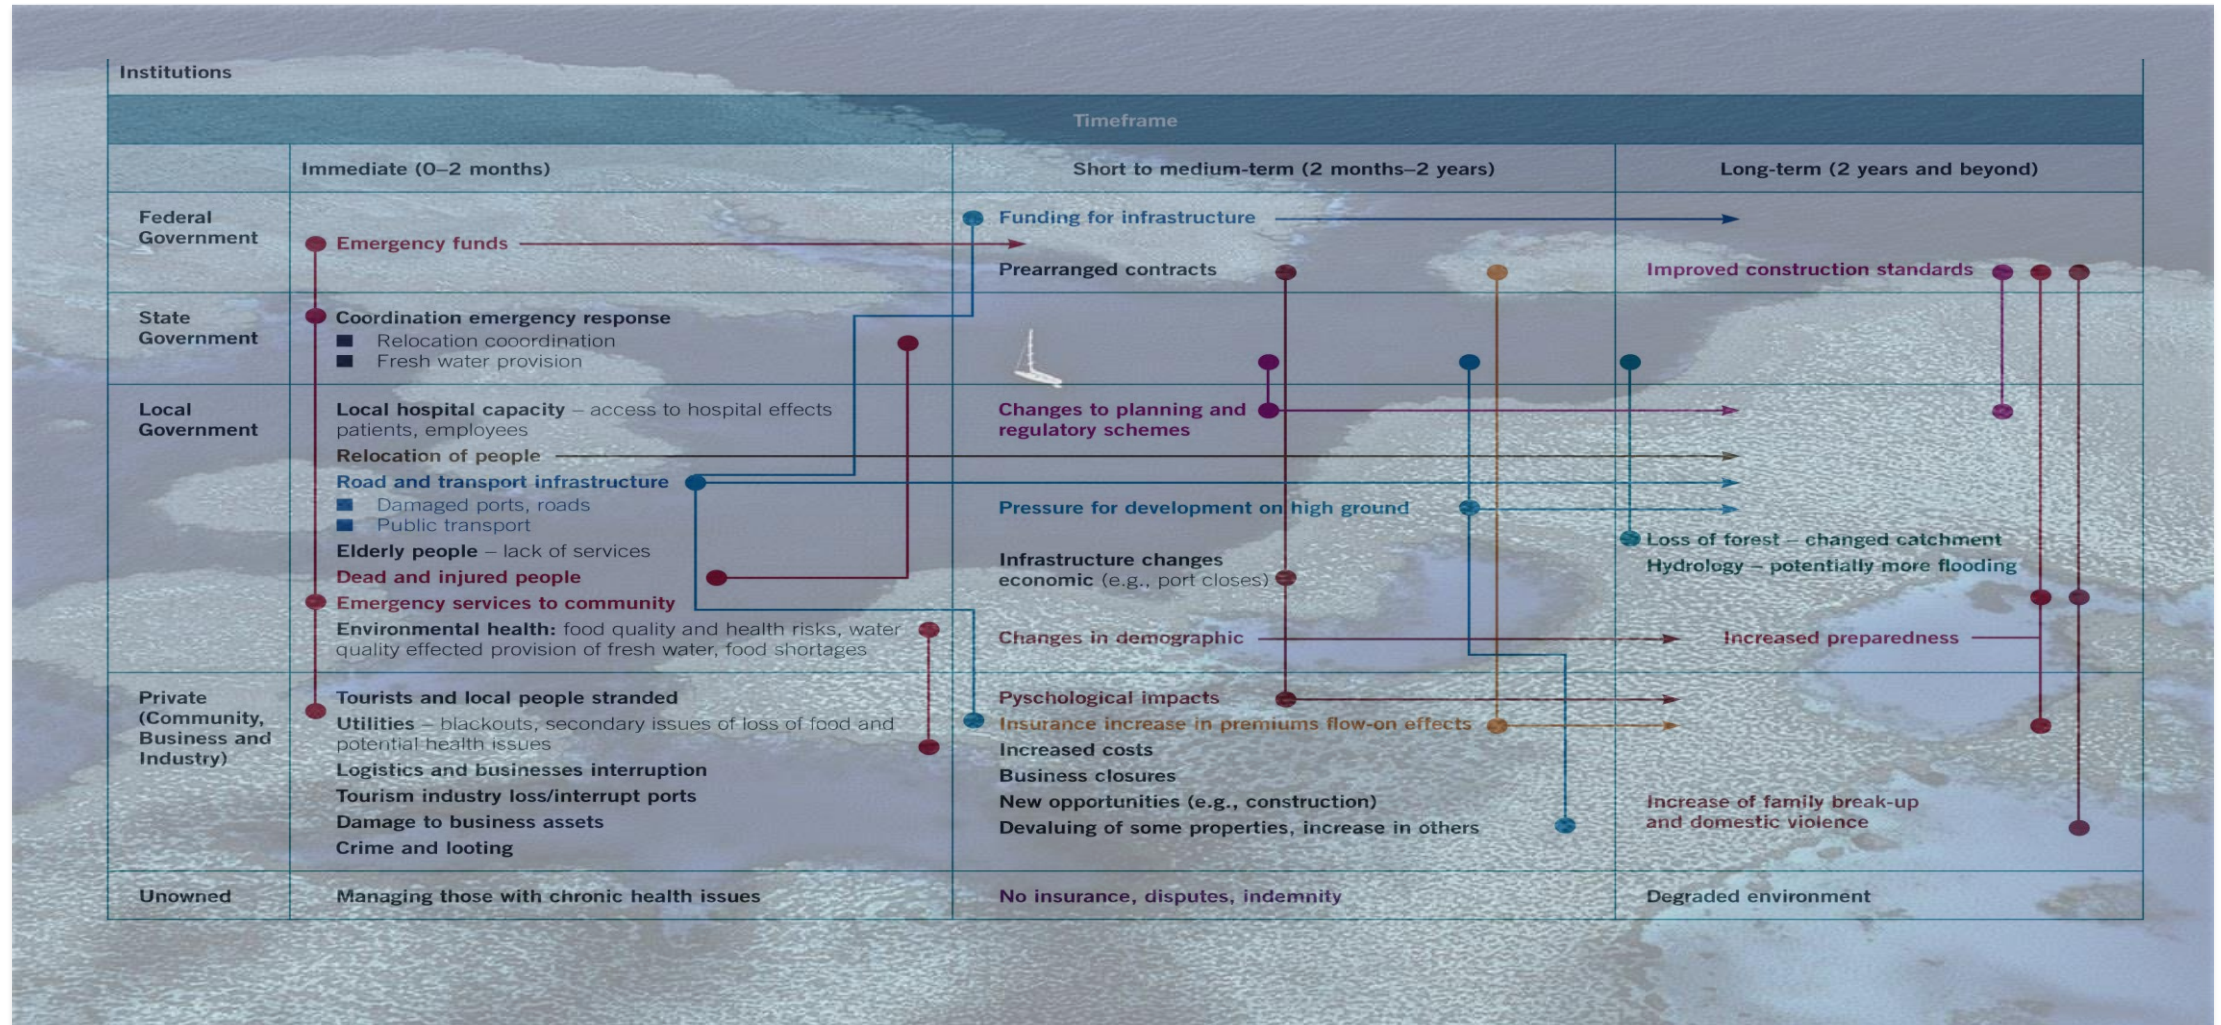 Institutions
Timeframe
Immediate (0–2 months)
Short to medium-term (2 months–2 years)
Long-term (2 years and beyond)
Federal
Government
Emergency funds
Funding for infrastructure
Prearranged contracts
Improved construction standards
State
Government
Coordination emergency response
Relocation cooordination
Fresh water provision
Local
Government
Local hospital capacity – access to hospital effects
patients, employees
Relocation of people
Road and transport infrastructure
Damaged ports, roads
Public transport
Elderly people – lack of services
Dead and injured people
Emergency services to community
Environmental health: food quality and health risks, water
quality effected provision of fresh water, food shortages
Changes to planning and
regulatory schemes
Pressure for development on high ground
Infrastructure changes
economic (e.g., port closes)
Changes in demographic
Loss of forest – changed catchment
Hydrology – potentially more flooding
Increased preparedness
Private
(Community,
Business and
Industry)
Tourists and local people stranded
Utilities – blackouts, secondary issues of loss of food and
potential health issues
Logistics and businesses interruption
Tourism industry loss/interrupt ports
Damage to business assets
Crime and looting
Pyschological impacts
Insurance increase in premiums flow-on effects
Increased costs
Business closures
New opportunities (e.g., construction)
Devaluing of some properties, increase in others
Increase of family break-up
and domestic violence
Unowned
Managing those with chronic health issues
No insurance, disputes, indemnity
Degraded environment